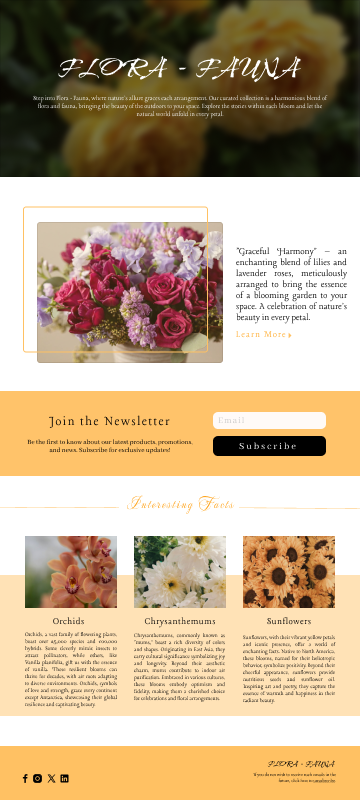 FLORA - FAUNA
Step into Flora - Fauna, where nature's allure graces each arrangement. Our curated collection is a harmonious blend of
flora and fauna, bringing the beauty of the outdoors to your space. Explore the stories within each bloom and let the
natural world unfold in every petal.
"Graceful Harmony" – an
enchanting blend of lilies and
lavender roses, meticulously
arranged to bring the essence
of a blooming garden to your
space. A celebration of nature's
beauty in every petal.
Learn More
Join the Newsletter
Be the first to know about our latest products, promotions,
and news. Subscribe for exclusive updates!
Email
Subscribe
Interesting Facts
Orchids
Orchids, a vast family of flowering plants,
boast over 25,000 species and 100,000
hybrids. Some cleverly mimic insects to
attract pollinators, while others, like
Vanilla planifolia, gift us with the essence
of vanilla. These resilient blooms can
thrive for decades, with air roots adapting
to diverse environments. Orchids, symbols
of love and strength, grace every continent
except Antarctica, showcasing their global
resilience and captivating beauty.
Chrysanthemums
Chrysanthemums, commonly known as
"mums," boast a rich diversity of colors
and shapes. Originating in East Asia, they
carry cultural significance symbolizing joy
and longevity. Beyond their aesthetic
charm, mums contribute to indoor air
purification. Embraced in various cultures,
these blooms embody optimism and
fidelity, making them a cherished choice
for celebrations and floral arrangements.
Sunflowers
Sunflowers, with their vibrant yellow petals
and iconic presence, offer a world of
enchanting facts. Native to North America,
these blooms, named for their heliotropic
behavior, symbolize positivity. Beyond their
cheerful appearance, sunflowers provide
nutritious seeds and sunflower oil.
Inspiring art and poetry, they capture the
essence of warmth and happiness in their
radiant beauty.
FLORA - FAUNA
If you do not wish to receive such emails in the
future, click to unsubscribe